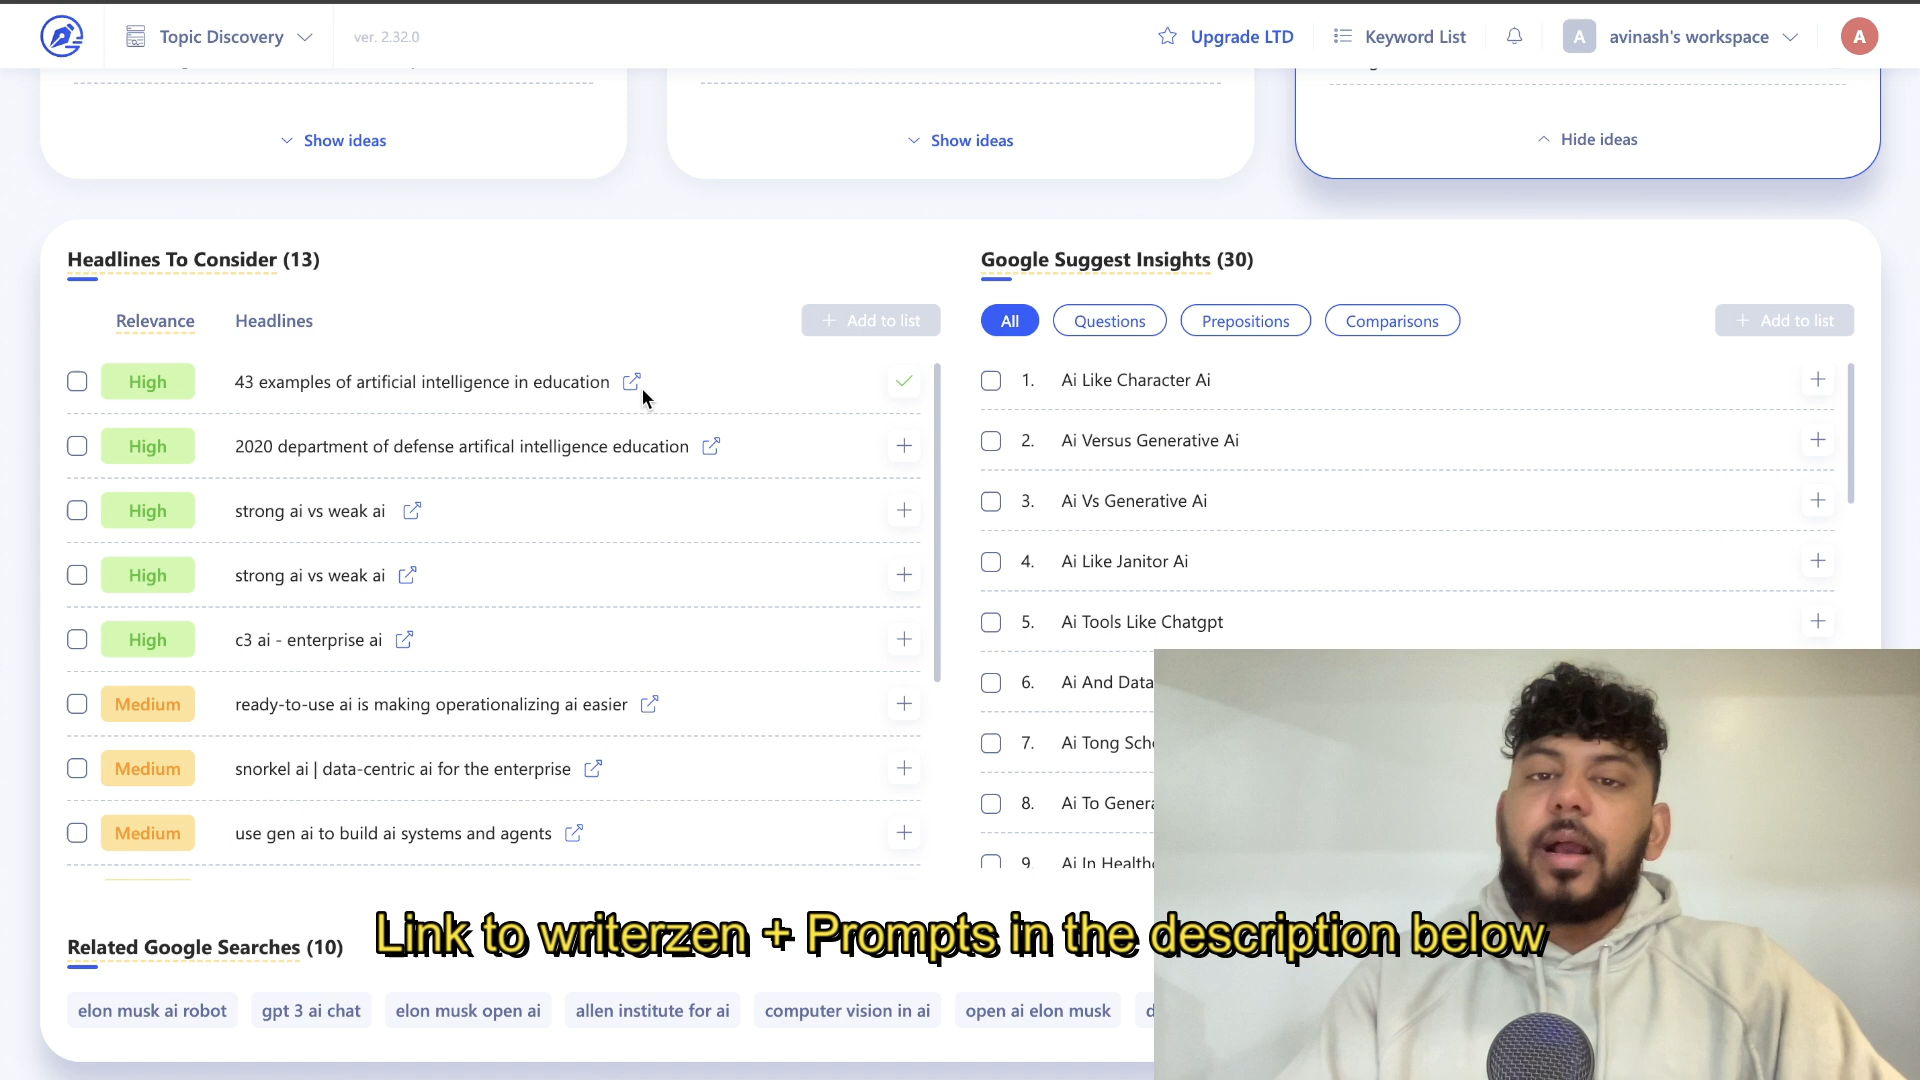 Topic Discovery
ver. 2.32.0
Upgrade LTD
Keyword List
A
avinash's workspace
A
Show ideas
Show ideas
Hide ideas
Headlines To Consider (13)
Relevance
Headlines
+ Add to list
High
43 examples of artificial intelligence in education
High
2020 department of defense artifical intelligence education
High
strong ai vs weak ai
High
strong ai vs weak ai
High
c3 ai - enterprise ai
Medium
ready-to-use ai is making operationalizing ai easier
Medium
snorkel ai | data-centric ai for the enterprise
Medium
use gen ai to build ai systems and agents
Google Suggest Insights (30)
All
Questions
Prepositions
Comparisons
+ Add to list
1. Ai Like Character Ai
2. Ai Versus Generative Ai
3. Ai Vs Generative Ai
4. Ai Like Janitor Ai
5. Ai Tools Like Chatgpt
6. Ai And Data
7. Ai Tong
8. Ai To
9. Ai In
Link to writerzen + Prompts in the description below
Related Google Searches (10)
elon musk ai robot
gpt 3 ai chat
elon musk open ai
allen institute for ai
computer vision in ai
open ai elon musk